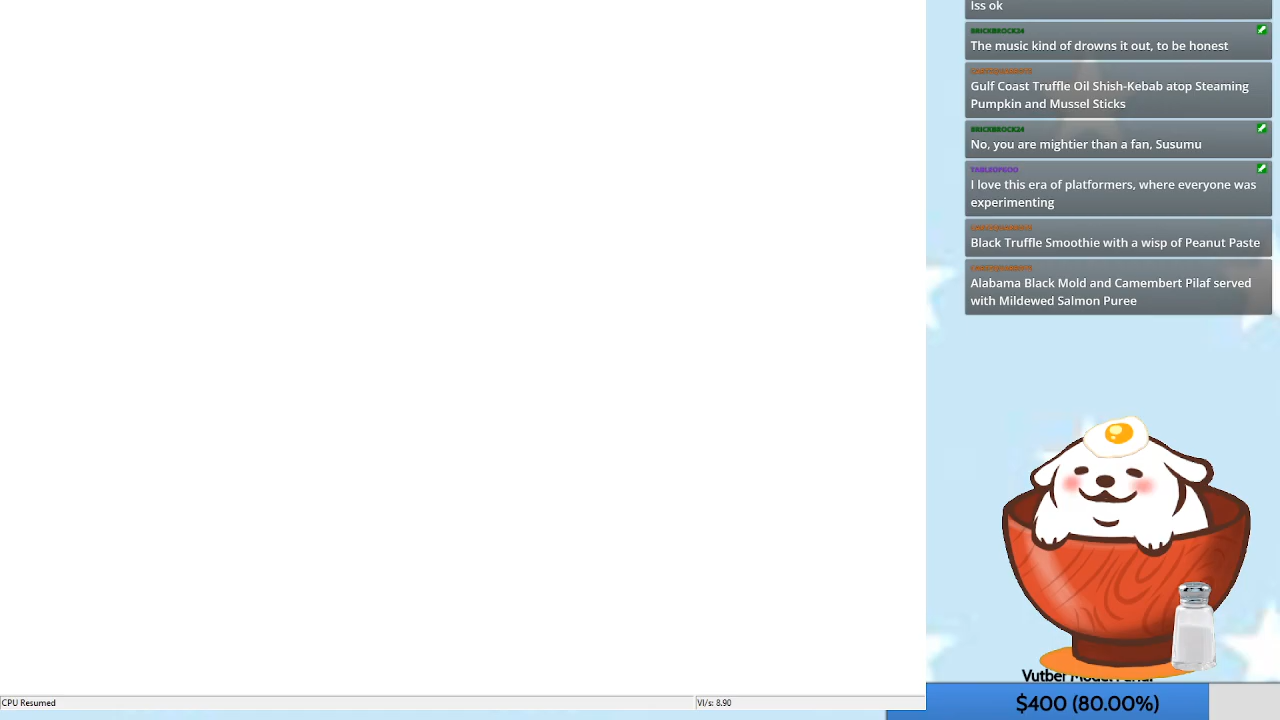 Iss ok
BRICKBROCK24
The music kind of drowns it out, to be honest
Gulf Coast Truffle Oil Shish-Kebab atop Steaming
Pumpkin and Mussel Sticks
BRICKBROCK24
No, you are mightier than a fan, Susumu
I love this era of platformers, where everyone was
experimenting
Black Truffle Smoothie with a wisp of Peanut Paste
Alabama Black Mold and Camembert Pilaf served
with Mildewed Salmon Puree
$400 (80.00%)
CPU Resumed
VI/s: 8.90